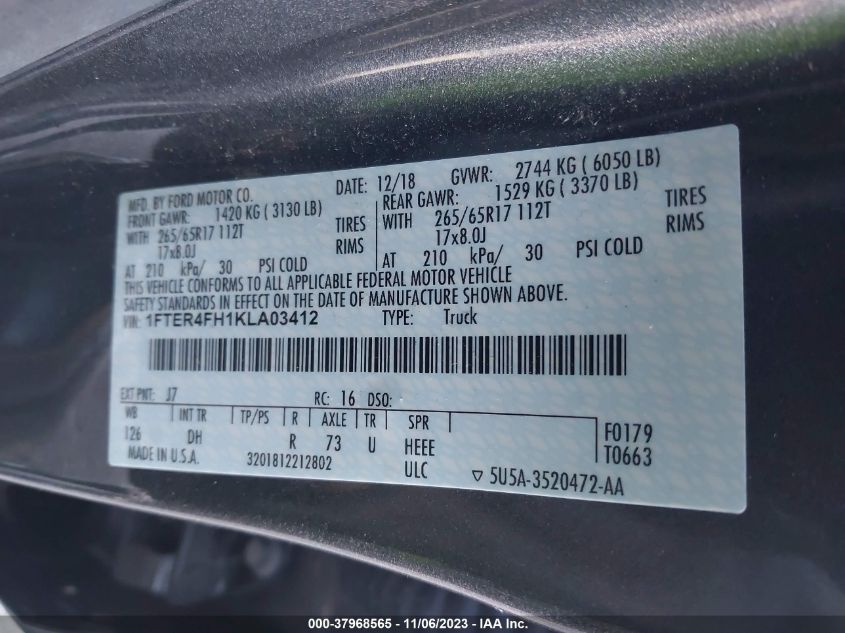 MFD. BY FORD MOTOR CO. DATE: 12/18 GVWR: 2744 KG ( 6050 LB)
FRONT GAWR: 1420 KG ( 3130 LB) REAR GAWR: 1529 KG ( 3370 LB)
WITH 265/65R17 112T TIRES WITH 265/65R17 112T TIRES
17x8.0J RIMS 17x8.0J RIMS
AT 210 kPa/ 30 PSI COLD AT 210 kPa/ 30 PSI COLD
THIS VEHICLE CONFORMS TO ALL APPLICABLE FEDERAL MOTOR VEHICLE
SAFETY STANDARDS IN EFFECT ON THE DATE OF MANUFACTURE SHOWN ABOVE.
VIN: 1FTER4FH1KLA03412 TYPE: Truck
EXT PNT: J7 RC: 16 DSO:
WB INT TR TP/PS R AXLE TR SPR
126 DH R 73 U HEEE F0179
MADE IN U.S.A. 3201812212802 ULC T0663
▽ 5U5A-3520472-AA
000-37968565 - 11/06/2023 - IAA Inc.